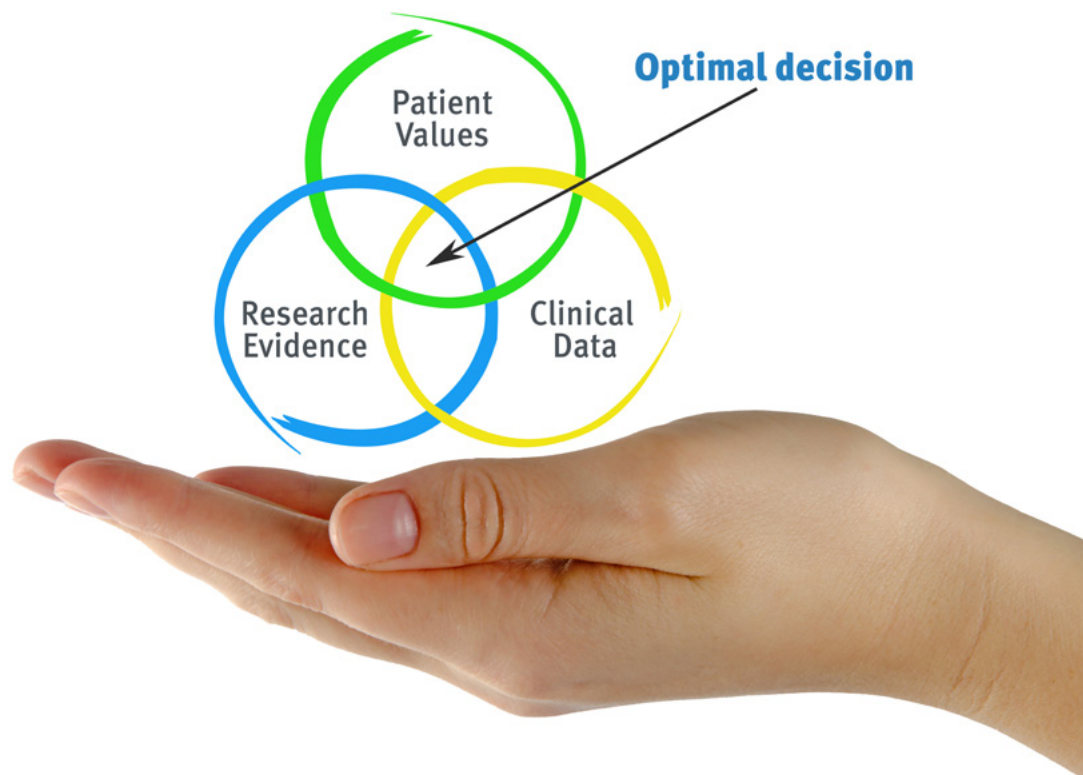 Optimal decision
Patient
Values
Research
Evidence
Clinical
Data